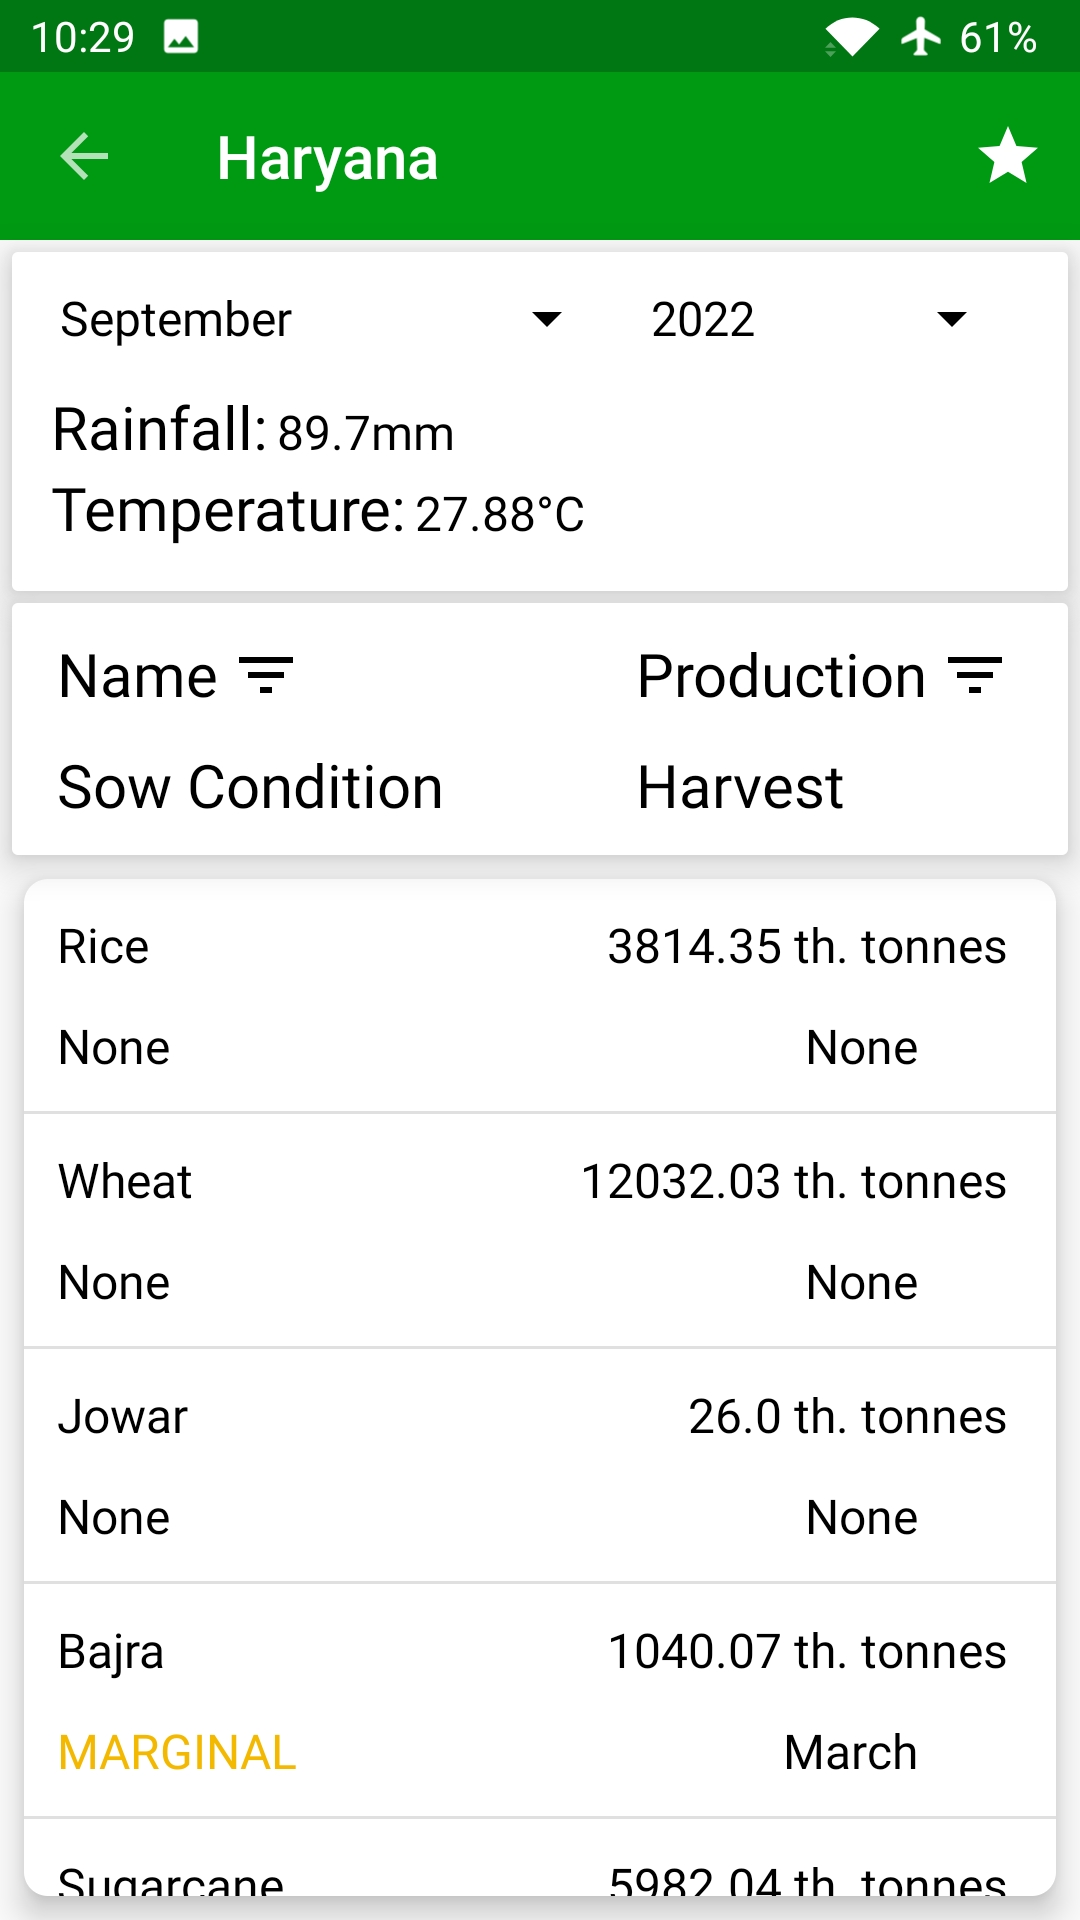 10:29 61%
Haryana
September 2022
Rainfall: 89.7mm
Temperature: 27.88°C
Name Production
Sow Condition Harvest
Rice 3814.35 th. tonnes
None None
Wheat 12032.03 th. tonnes
None None
Jowar 26.0 th. tonnes
None None
Bajra 1040.07 th. tonnes
MARGINAL March
Sugarcane 5982.04 th. tonnes